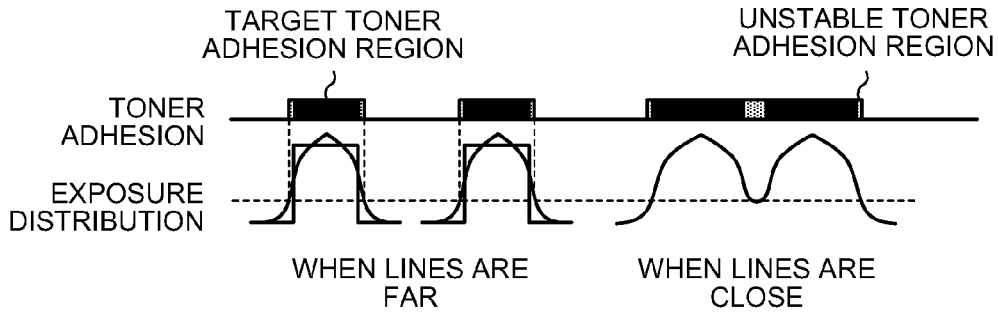 TARGET TONER
ADHESION REGION
UNSTABLE TONER
ADHESION REGION
TONER
ADHESION
EXPOSURE
DISTRIBUTION
WHEN LINES ARE
FAR
WHEN LINES ARE
CLOSE